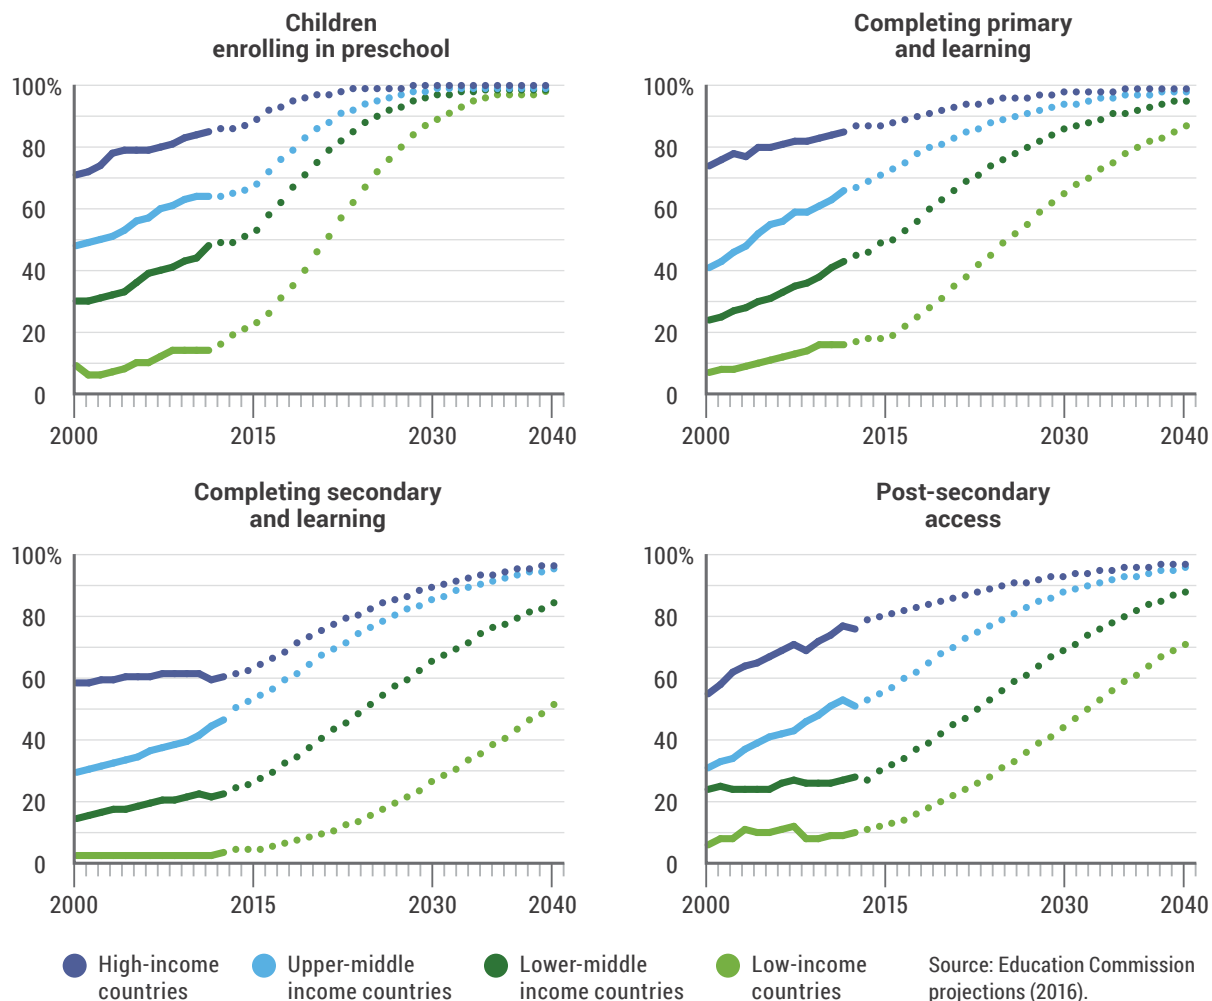 Children
enrolling in preschool
100%
80
60
40
20
0
2000 2015 2030 2040
Completing primary
and learning
100%
80
60
40
20
0
2000 2015 2030 2040
Completing secondary
and learning
100%
80
60
40
20
0
2000 2015 2030 2040
Post-secondary
access
100%
80
60
40
20
0
2000 2015 2030 2040
High-income
countries
Upper-middle
income countries
Lower-middle
income countries
Low-income
countries
Source: Education Commission
projections (2016).